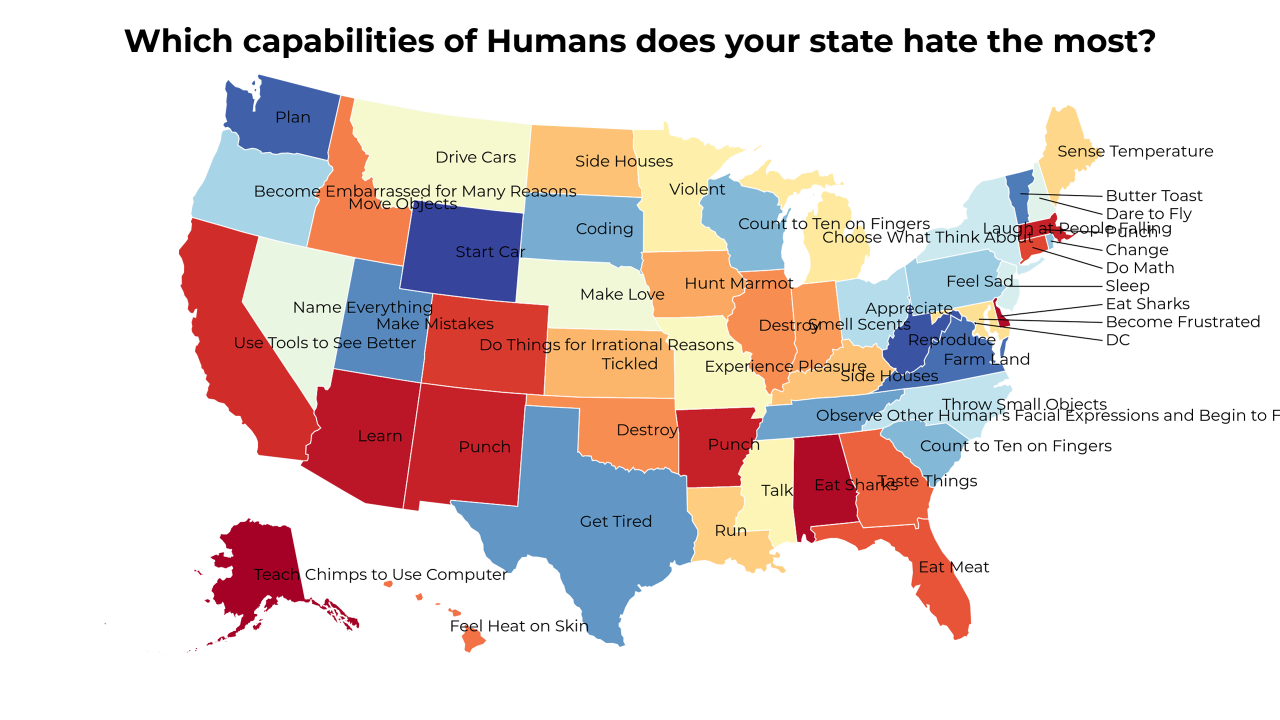 Which capabilities of Humans does your state hate the most?
Plan
Drive Cars
Side Houses
Sense Temperature
Become Embarrassed for Many Reasons
Violent
Butter Toast
Move Objects
Dare to Fly
Count to Ten on Fingers
Laugh at People Falling
Coding
Punch
Choose What Think About
Start Car
Change
Do Math
Hunt Marmot
Feel Sad
Sleep
Make Love
Name Everything
Appreciate
Eat Sharks
Make Mistakes
Destroy
Smell Scents
Become Frustrated
Use Tools to See Better
Do Things for Irrational Reasons
Reproduce
DC
Tickled
Experience Pleasure
Farm Land
Side Houses
Throw Small Objects
Observe Other Human's Facial Expressions and Begin to F
Learn
Punch
Destroy
Punch
Count to Ten on Fingers
Talk
Eat Sharks
Taste Things
Get Tired
Run
Eat Meat
Teach Chimps to Use Computer
Feel Heat on Skin